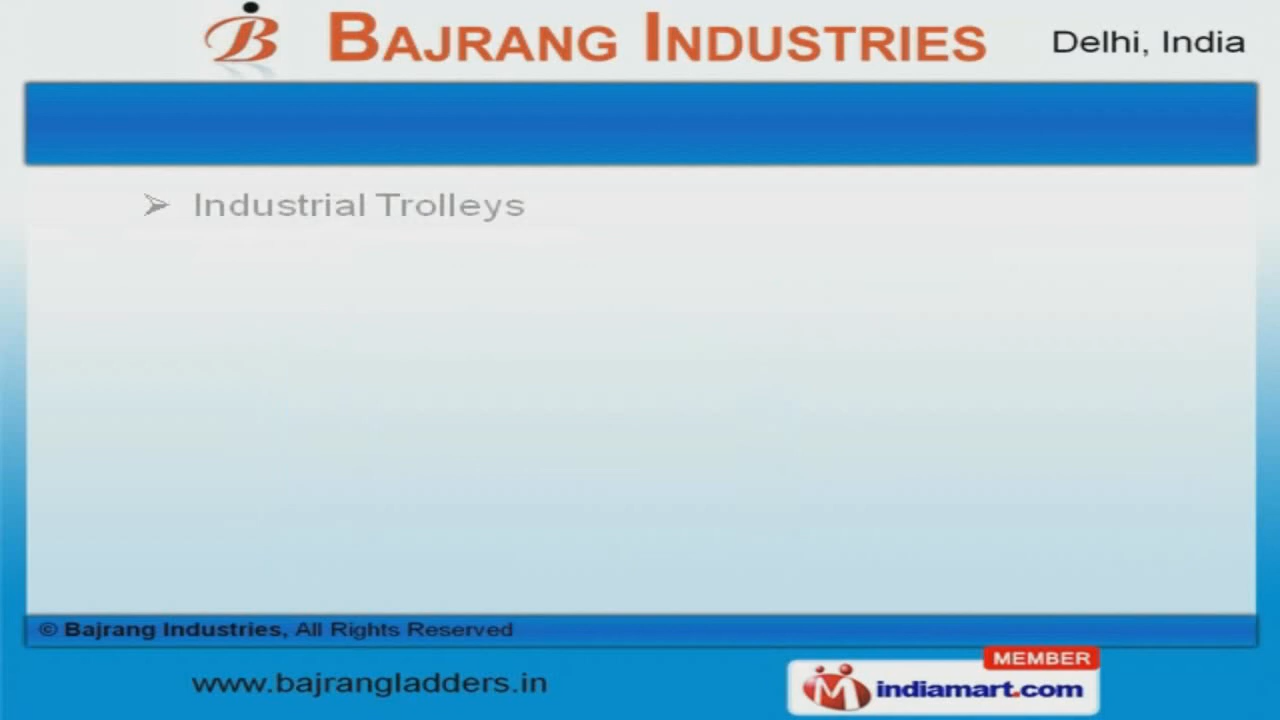 B BAJRANG INDUSTRIES Delhi, India
➢ Industrial Trolleys
© Bajrang Industries, All Rights Reserved
www.bajrangladders.in
MEMBER
M indiamart.com